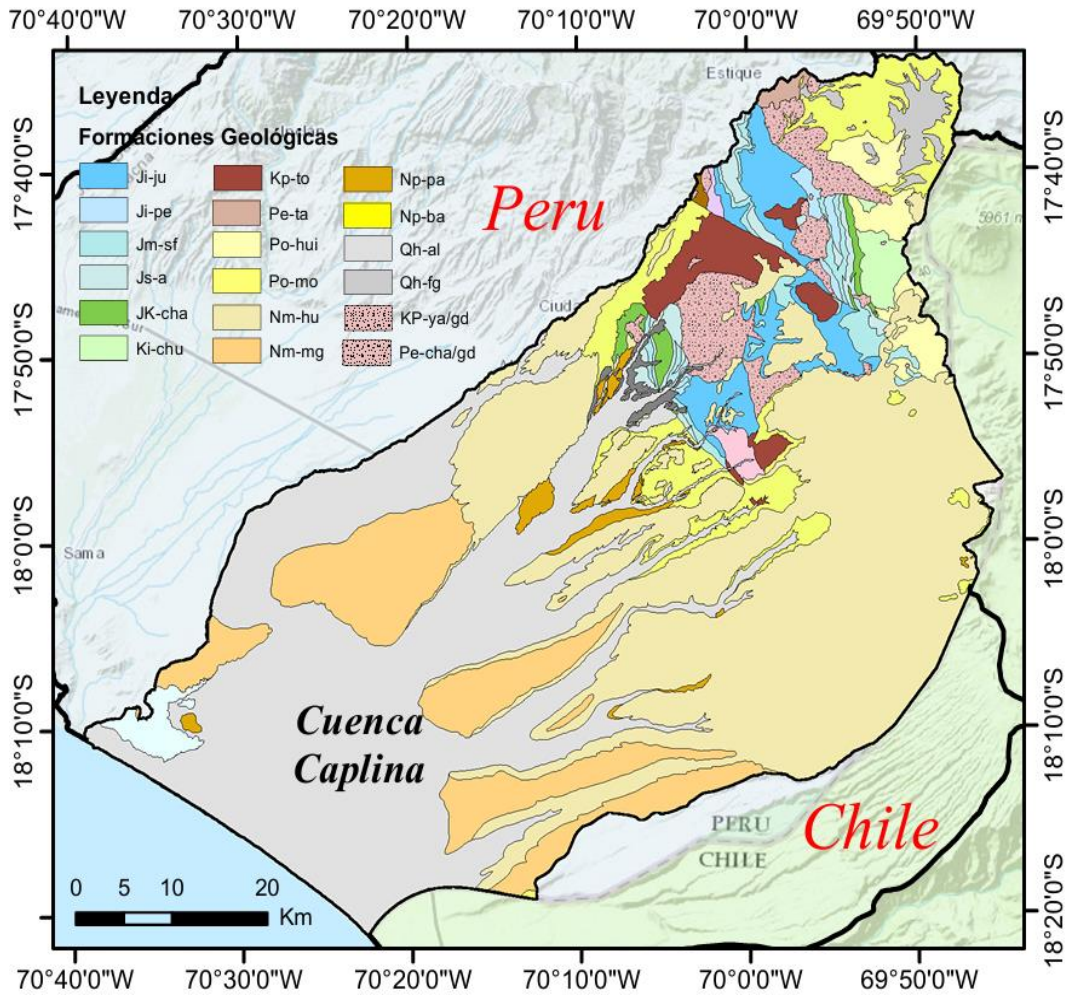 70°40'0"W 70°30'0"W 70°20'0"W 70°10'0"W 70°0'0"W 69°50'0"W
Estique
Leyenda
Formaciones Geológicas
Ji-ju Kp-to Np-pa
Ji-pe Pe-ta Np-ba
Jm-sf Po-hui Qh-al
Js-a Po-mo Qh-fg
JK-cha Nm-hu KP-ya/gd
Ki-chu Nm-mg Pe-cha/gd
Peru
5961 m
Ciuda
Sama
17°40'0"S 17°40'0"S
17°50'0"S 17°50'0"S
18°0'0"S 18°0'0"S
18°10'0"S 18°10'0"S
18°20'0"S
Cuenca
Caplina
PERU
CHILE
Chile
0 5 10 20
Km
70°40'0"W 70°30'0"W 70°20'0"W 70°10'0"W 70°0'0"W 69°50'0"W